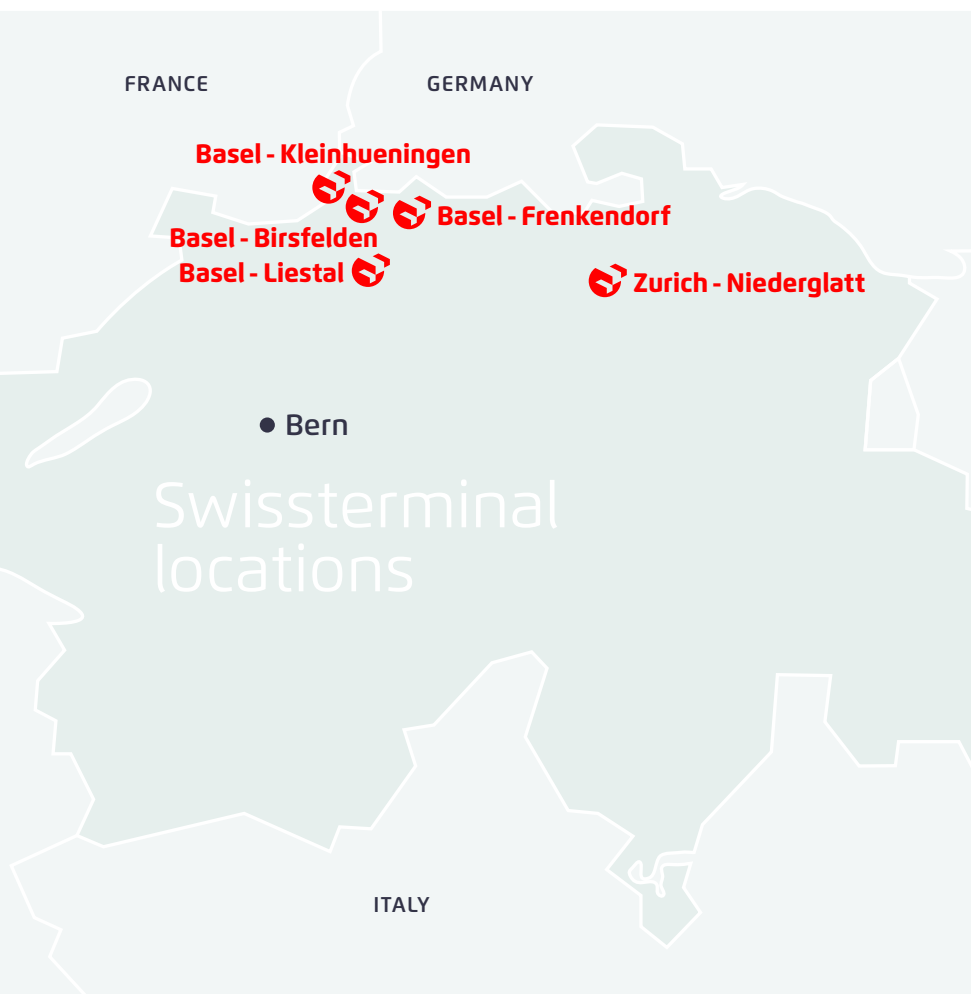 FRANCE
GERMANY
Basel - Kleinhueningen
Basel - Frenkendorf
Basel - Birsfelden
Basel - Liestal
Zurich - Niederglatt
Bern
Swissterminal
locations
ITALY